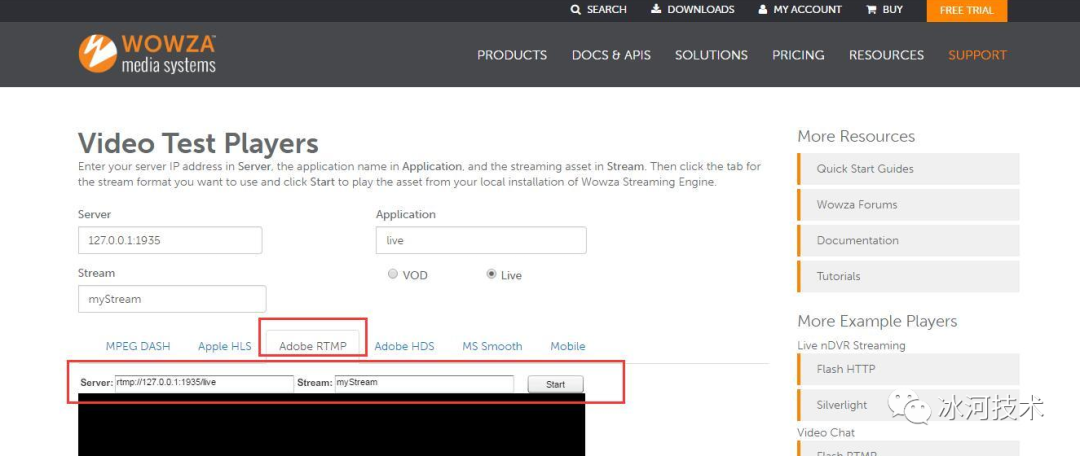 SEARCH DOWNLOADS MY ACCOUNT BUY FREE TRIAL
WOWZA™
media systems
PRODUCTS DOCS & APIS SOLUTIONS PRICING RESOURCES SUPPORT
Video Test Players
Enter your server IP address in Server, the application name in Application, and the streaming asset in Stream. Then click the tab for
the stream format you want to use and click Start to play the asset from your local installation of Wowza Streaming Engine.
Server Application
127.0.0.1:1935 live
Stream VOD Live
myStream
MPEG DASH Apple HLS Adobe RTMP Adobe HDS MS Smooth Mobile
Server: rtmp://127.0.0.1:1935/live Stream: myStream Start
More Resources
Quick Start Guides
Wowza Forums
Documentation
Tutorials
More Example Players
Live nDVR Streaming
Flash HTTP
Silverlight
Video Chat
Flash RTMP
冰河技术